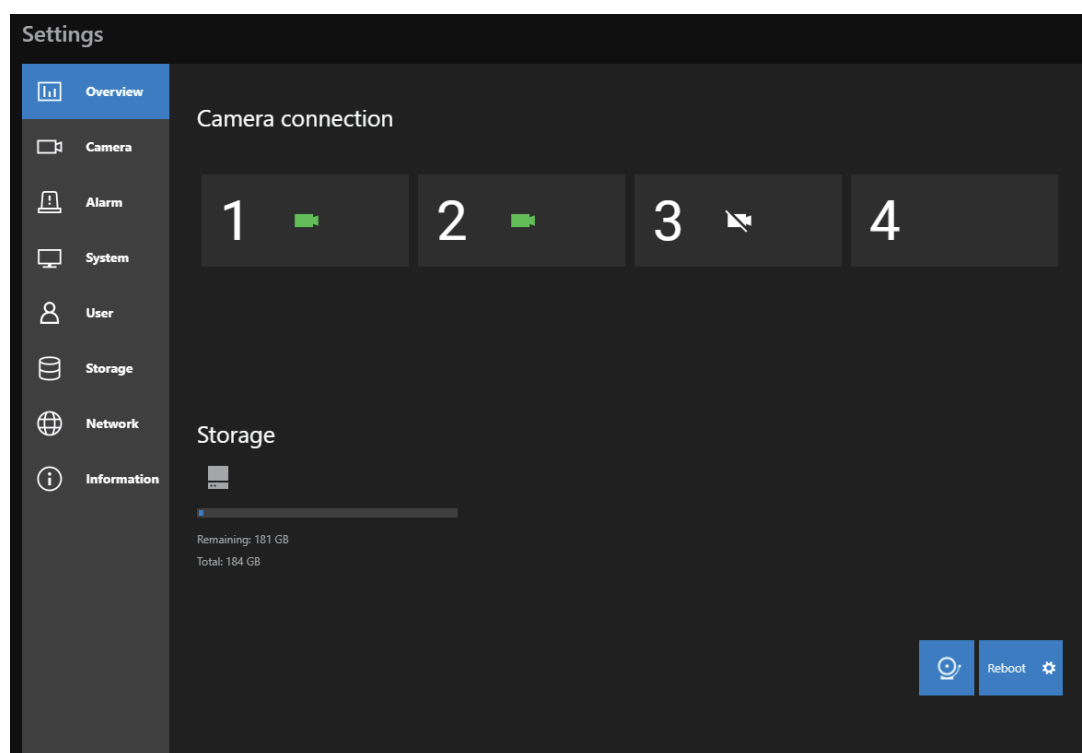 Settings
Overview
Camera
Alarm
System
User
Storage
Network
Information
Camera connection
1
2
3
4
Storage
Remaining: 181 GB
Total: 184 GB
Reboot